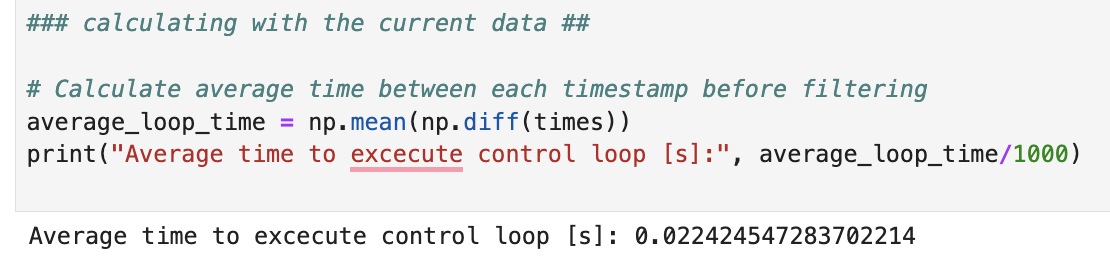 ### calculating with the current data ##
# Calculate average time between each timestamp before filtering
average_loop_time = np.mean(np.diff(times))
print("Average time to excecute control loop [s]:", average_loop_time/1000)
Average time to excecute control loop [s]: 0.022424547283702214